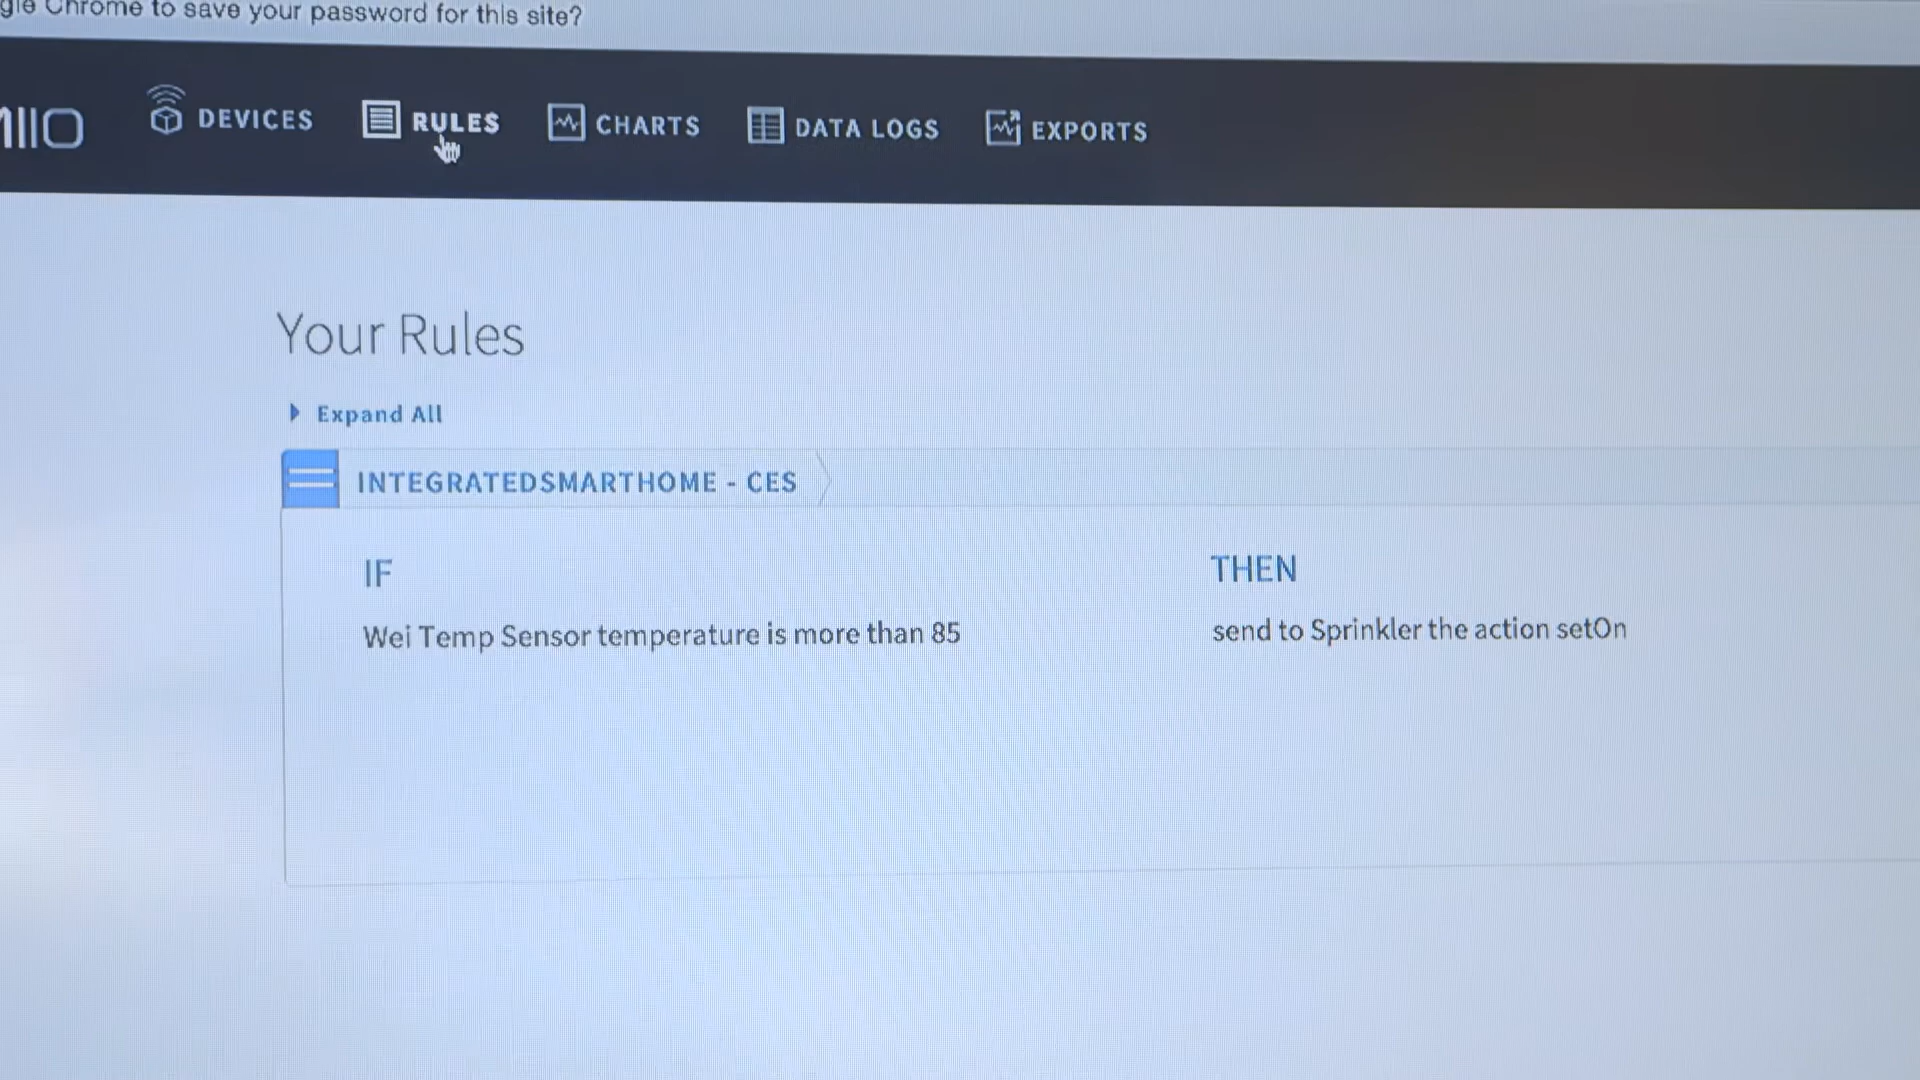 Chrome to save your password for this site?
DEVICES RULES CHARTS DATA LOGS EXPORTS
Your Rules
Expand All
INTEGRATEDSMARTHOME - CES
IF THEN
Wei Temp Sensor temperature is more than 85 send to Sprinkler the action setOn